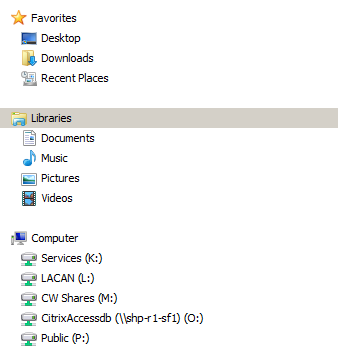 Favorites
Desktop
Downloads
Recent Places
Libraries
Documents
Music
Pictures
Videos
Computer
Services (K:)
LACAN (L:)
CW Shares (M:)
CitrixAccessdb (\\shp-r1-sf1) (O:)
Public (P:)